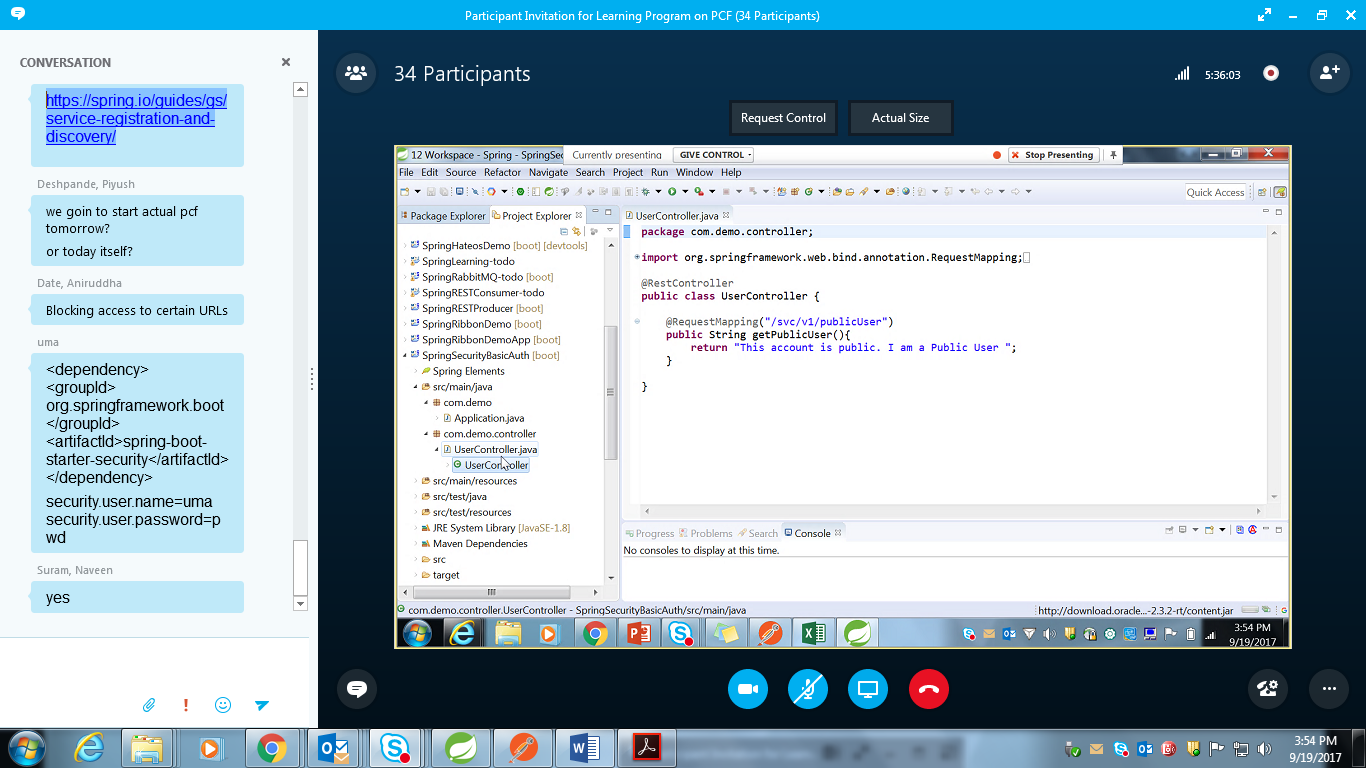 Participant Invitation for Learning Program on PCF (34 Participants)
CONVERSATION
https://spring.io/guides/gs/
service-registration-and-
discovery/
Deshpande, Piyush
we goin to start actual pcf
tomorrow?
or today itself?
Date, Aniruddha
Blocking access to certain URLs
uma
<dependency>
<groupId>
org.springframework.boot
</groupId>
<artifactId>spring-boot-
starter-security</artifactId>
</dependency>
security.user.name=uma
security.user.password=p
wd
Suram, Naveen
yes
34 Participants
5:36:03
Request Control
Actual Size
12 Workspace - Spring - SpringSec
Currently presenting
GIVE CONTROL
Stop Presenting
File Edit Source Refactor Navigate Search Project Run Window Help
Quick Access
Package Explorer
Project Explorer
SpringHateosDemo [boot] [devtools]
SpringLearning-todo
SpringRabbitMQ-todo [boot]
SpringRESTConsumer-todo
SpringRESTProducer [boot]
SpringRibbonDemo [boot]
SpringRibbonDemoApp [boot]
SpringSecurityBasicAuth [boot]
Spring Elements
src/main/java
com.demo
Application.java
com.demo.controller
UserController.java
UserController
src/main/resources
src/test/java
src/test/resources
JRE System Library [JavaSE-1.8]
Maven Dependencies
src
target
UserController.java
package com.demo.controller;
import org.springframework.web.bind.annotation.RequestMapping;
@RestController
public class UserController {
@RequestMapping("/svc/v1/publicUser")
public String getPublicUser(){
return "This account is public. I am a Public User ";
}
}
Progress
Problems
Search
Console
No consoles to display at this time.
com.demo.controller.UserController - SpringSecurityBasicAuth/src/main/java
http://download.oracle...-2.3.2-rt/content.jar
3:54 PM
9/19/2017
3:54 PM
9/19/2017